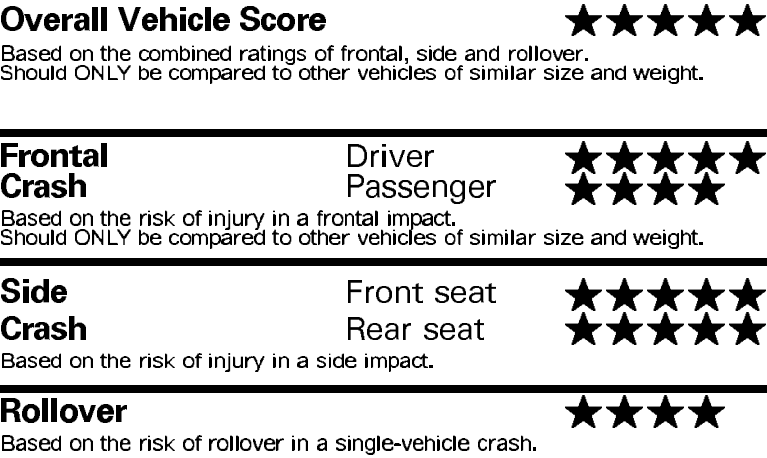 Overall Vehicle Score ★★★★★
Based on the combined ratings of frontal, side and rollover.
Should ONLY be compared to other vehicles of similar size and weight.
Frontal Driver ★★★★★
Crash Passenger ★★★★
Based on the risk of injury in a frontal impact.
Should ONLY be compared to other vehicles of similar size and weight.
Side Front seat ★★★★★
Crash Rear seat ★★★★★
Based on the risk of injury in a side impact.
Rollover ★★★★
Based on the risk of rollover in a single-vehicle crash.